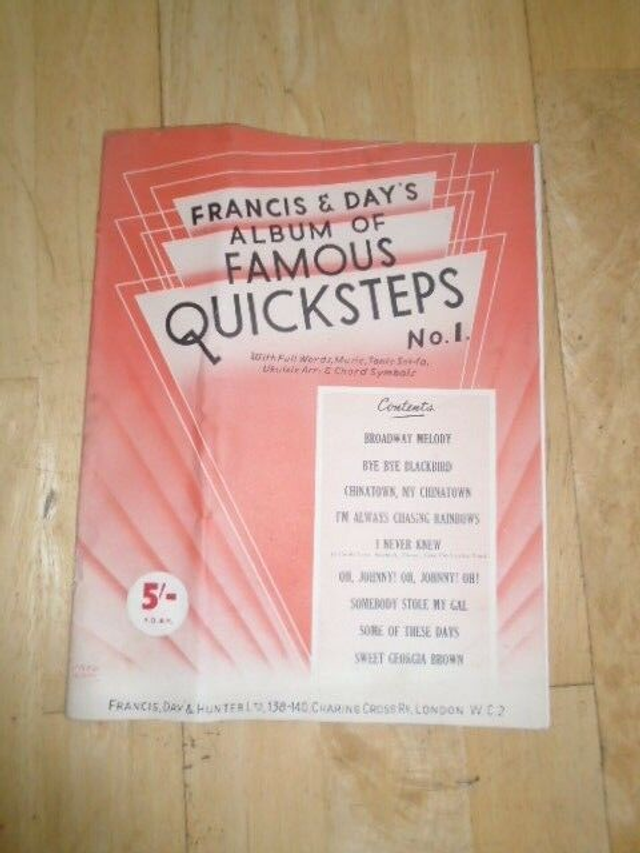 FRANCIS & DAY'S
ALBUM OF
FAMOUS
QUICKSTEPS
No. 1.
With Full Words, Music, Tonic Sol-fa,
Ukulele Arr. & Chord Symbols
Contents
BROADWAY MELODY
BYE BYE BLACKBIRD
CHINATOWN, MY CHINATOWN
I'M ALWAYS CHASING RAINBOWS
I NEVER KNEW
OH, JOHNNY! OH, JOHNNY! OH!
SOMEBODY STOLE MY GAL
SOME OF THESE DAYS
SWEET GEORGIA BROWN
5/-
FRANCIS, DAY & HUNTER LTD, 138-140, CHARING CROSS RD, LONDON W.C.2